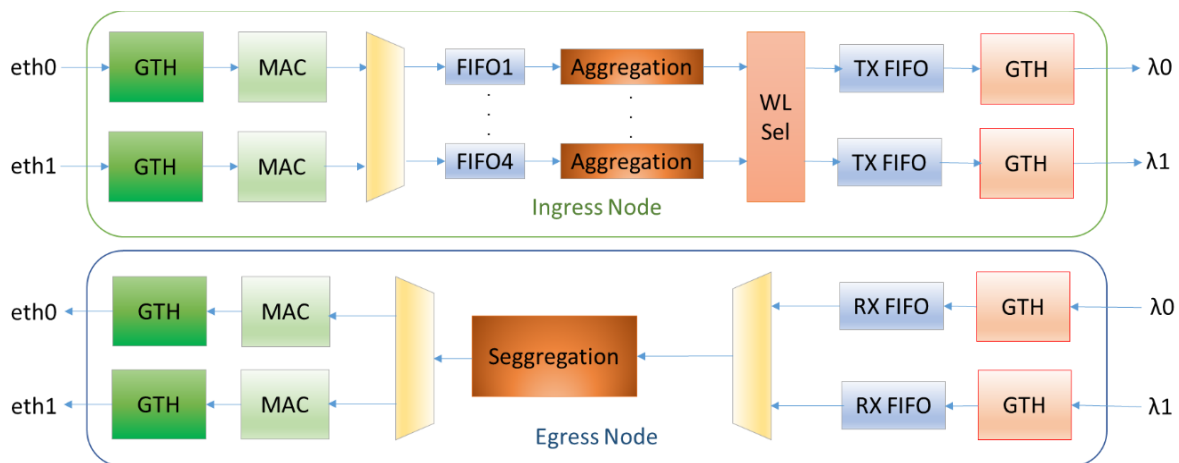 eth0 GTH MAC FIFO1 Aggregation WL Sel TX FIFO GTH λ0
eth1 GTH MAC FIFO4 Aggregation TX FIFO GTH λ1
Ingress Node
eth0 GTH MAC Seggregation RX FIFO GTH λ0
eth1 GTH MAC RX FIFO GTH λ1
Egress Node